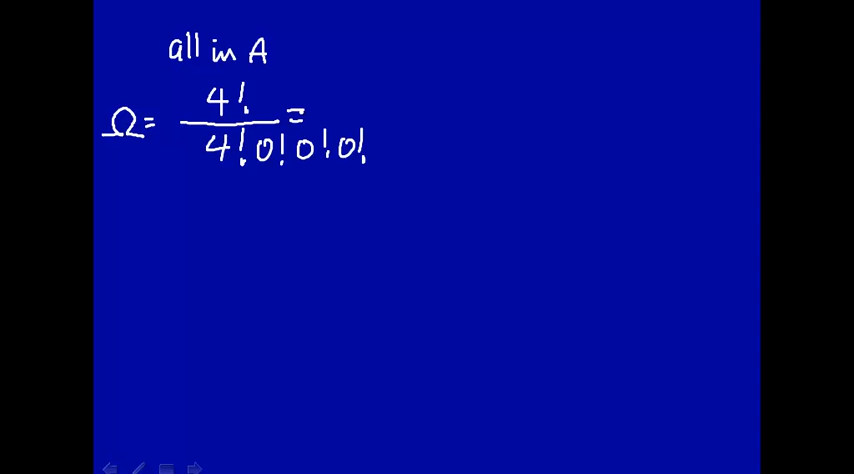 all in A
Ω = 4! / 4! 0! 0! 0! =